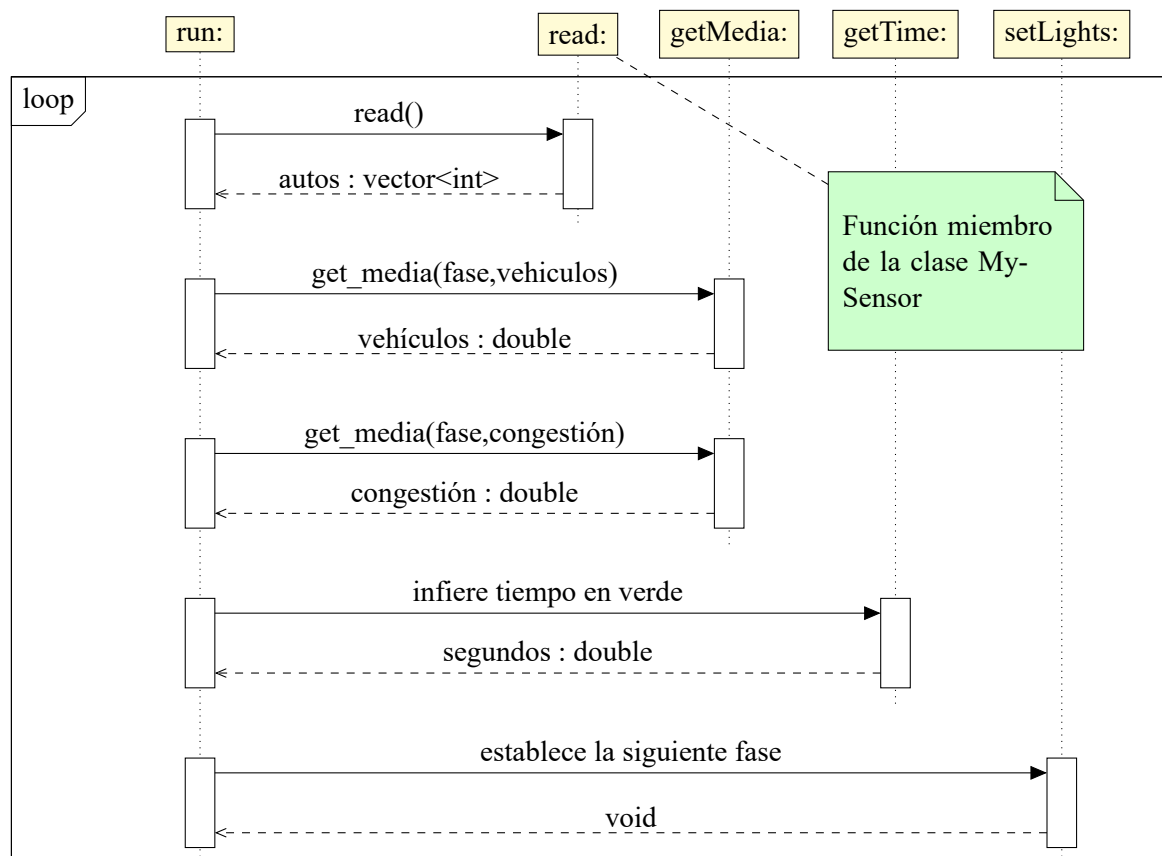 run:
read:
getMedia:
getTime:
setLights:
loop
read()
autos : vector<int>
Función miembro
de la clase My-
Sensor
get_media(fase,vehiculos)
vehículos : double
get_media(fase,congestión)
congestión : double
infiere tiempo en verde
segundos : double
establece la siguiente fase
void